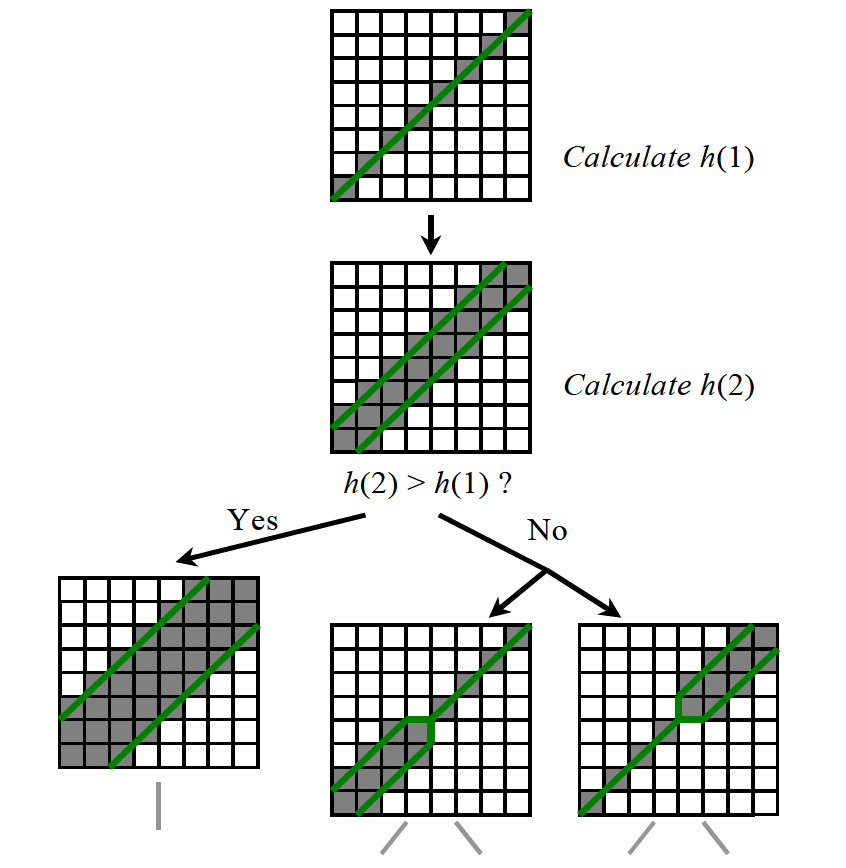 Calculate h(1)
Calculate h(2)
h(2) > h(1) ?
Yes
No